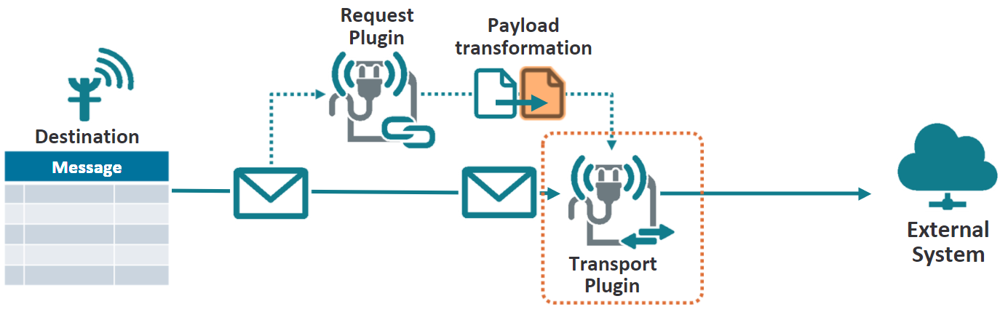 Request
Plugin
Payload
transformation
Destination
Message
Transport
Plugin
External
System